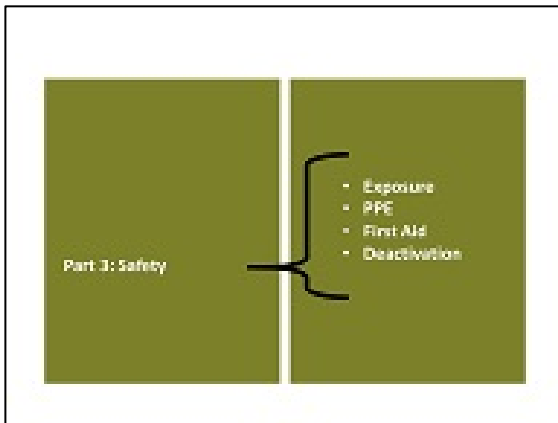 Part 3: Safety
• Exposure
• PPE
• First Aid
• Deactivation